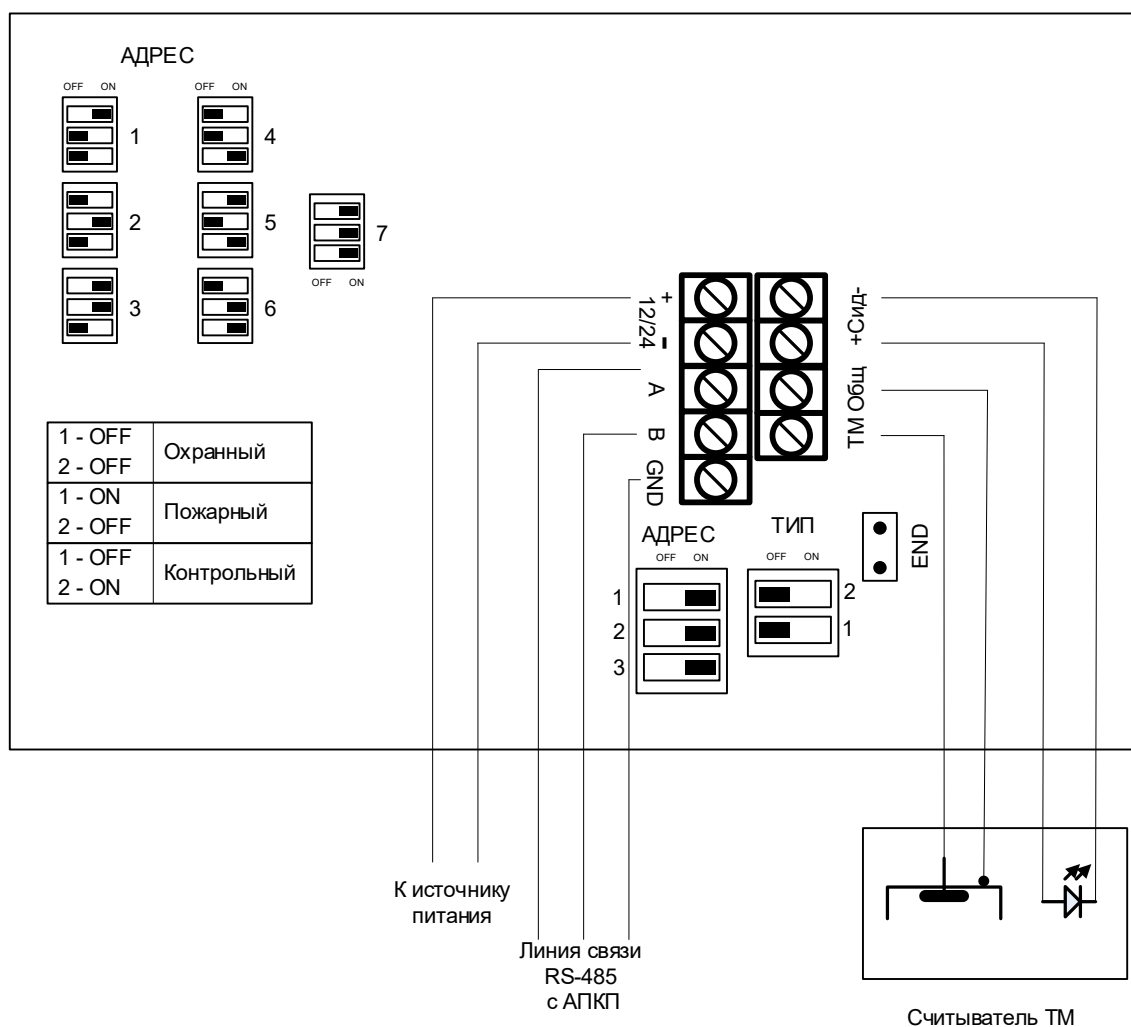 АДРЕС
OFF ON
OFF ON
1
4
2
5
7
OFF ON
3
6
+
12/24
-
A
B
GND
+Сид-
ТМ Общ
1 - OFF
2 - OFF
Охранный
1 - ON
2 - OFF
Пожарный
1 - OFF
2 - ON
Контрольный
АДРЕС
OFF ON
1
2
3
ТИП
OFF ON
2
1
END
К источнику
питания
Линия связи
RS-485
с АПКП
Считыватель ТМ